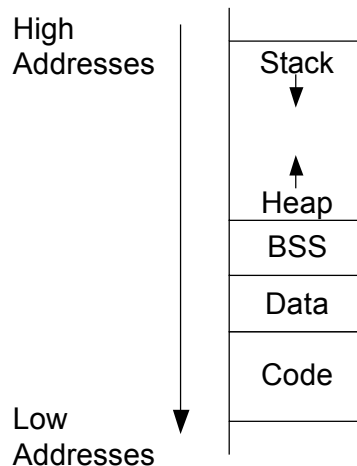 High
Addresses
Stack
Heap
BSS
Data
Code
Low
Addresses